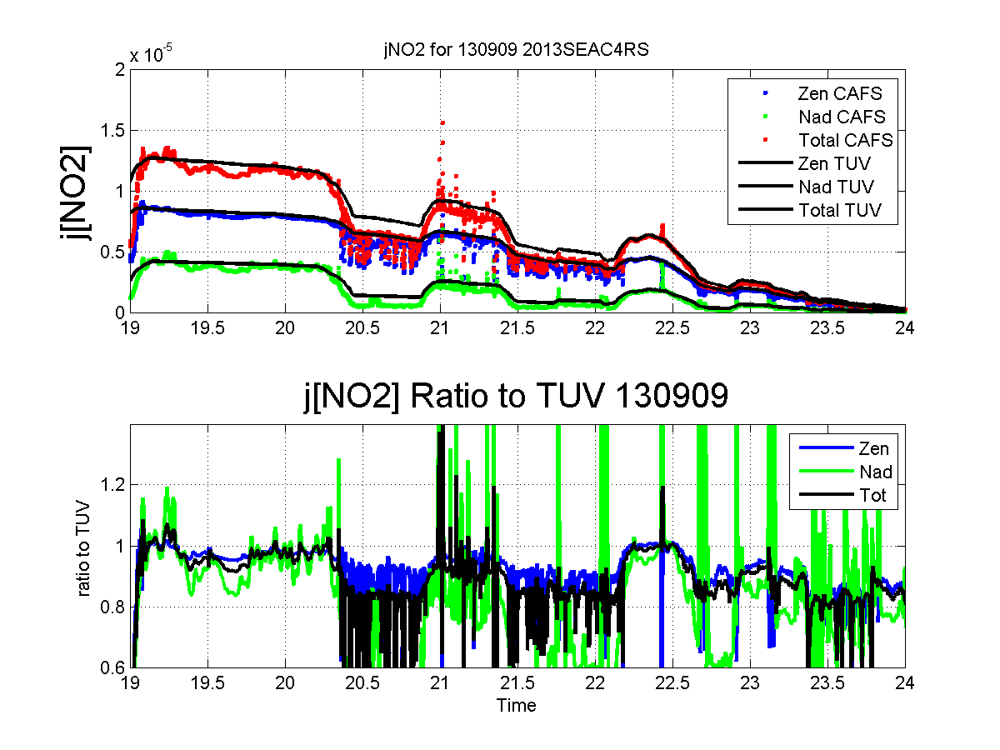 jNO2 for 130909 2013SEAC4RS
x 10^-5
2
1.5
1
0.5
0
j[NO2]
Zen CAFS
Nad CAFS
Total CAFS
Zen TUV
Nad TUV
Total TUV
19 19.5 20 20.5 21 21.5 22 22.5 23 23.5 24
j[NO2] Ratio to TUV 130909
1.2
1
0.8
0.6
ratio to TUV
Zen
Nad
Tot
19 19.5 20 20.5 21 21.5 22 22.5 23 23.5 24
Time